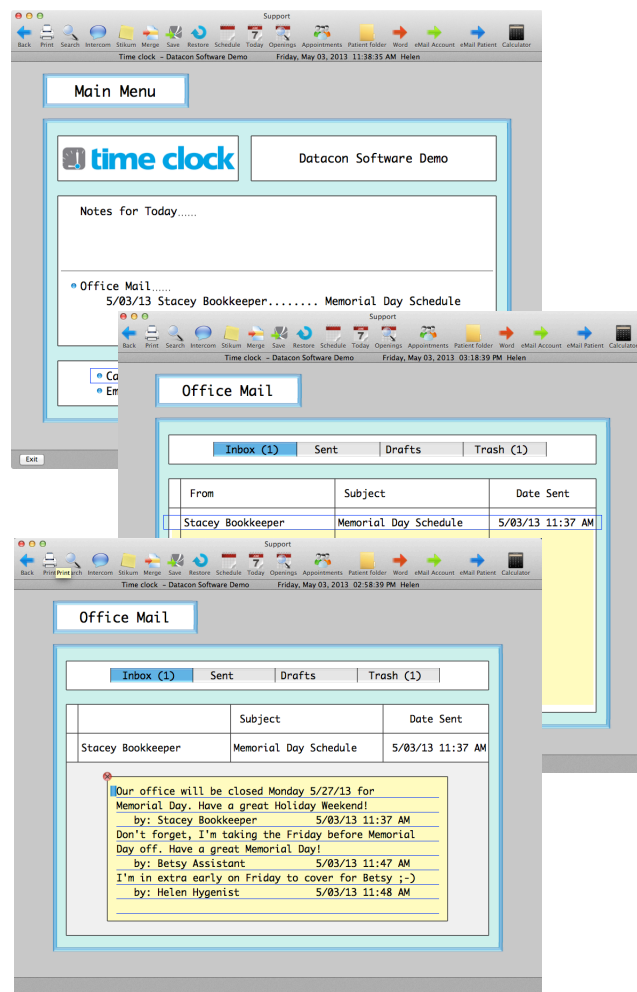 Support
Back Print Search Intercom Stikum Merge Save Restore Schedule Today Openings Appointments Patient folder Word eMail Account eMail Patient Calculator
Time clock - Datacon Software Demo Friday, May 03, 2013 11:38:35 AM Helen
Main Menu
time clock
Datacon Software Demo
Notes for Today......
Office Mail......
5/03/13 Stacey Bookkeeper........ Memorial Day Schedule
Ca
Em
Exit
Support
Back Print Search Intercom Stikum Merge Save Restore Schedule Today Openings Appointments Patient folder Word eMail Account eMail Patient Calculator
Time clock - Datacon Software Demo Friday, May 03, 2013 03:18:39 PM Helen
Office Mail
Inbox (1) Sent Drafts Trash (1)
From Subject Date Sent
Stacey Bookkeeper Memorial Day Schedule 5/03/13 11:37 AM
Support
Back Print Print rch Intercom Stikum Merge Save Restore Schedule Today Openings Appointments Patient folder Word eMail Account eMail Patient Calculator
Time clock - Datacon Software Demo Friday, May 03, 2013 02:58:39 PM Helen
Office Mail
Inbox (1) Sent Drafts Trash (1)
Subject Date Sent
Stacey Bookkeeper Memorial Day Schedule 5/03/13 11:37 AM
Our office will be closed Monday 5/27/13 for
Memorial Day. Have a great Holiday Weekend!
by: Stacey Bookkeeper 5/03/13 11:37 AM
Don't forget, I'm taking the Friday before Memorial
Day off. Have a great Memorial Day!
by: Betsy Assistant 5/03/13 11:47 AM
I'm in extra early on Friday to cover for Betsy ;-)
by: Helen Hygenist 5/03/13 11:48 AM